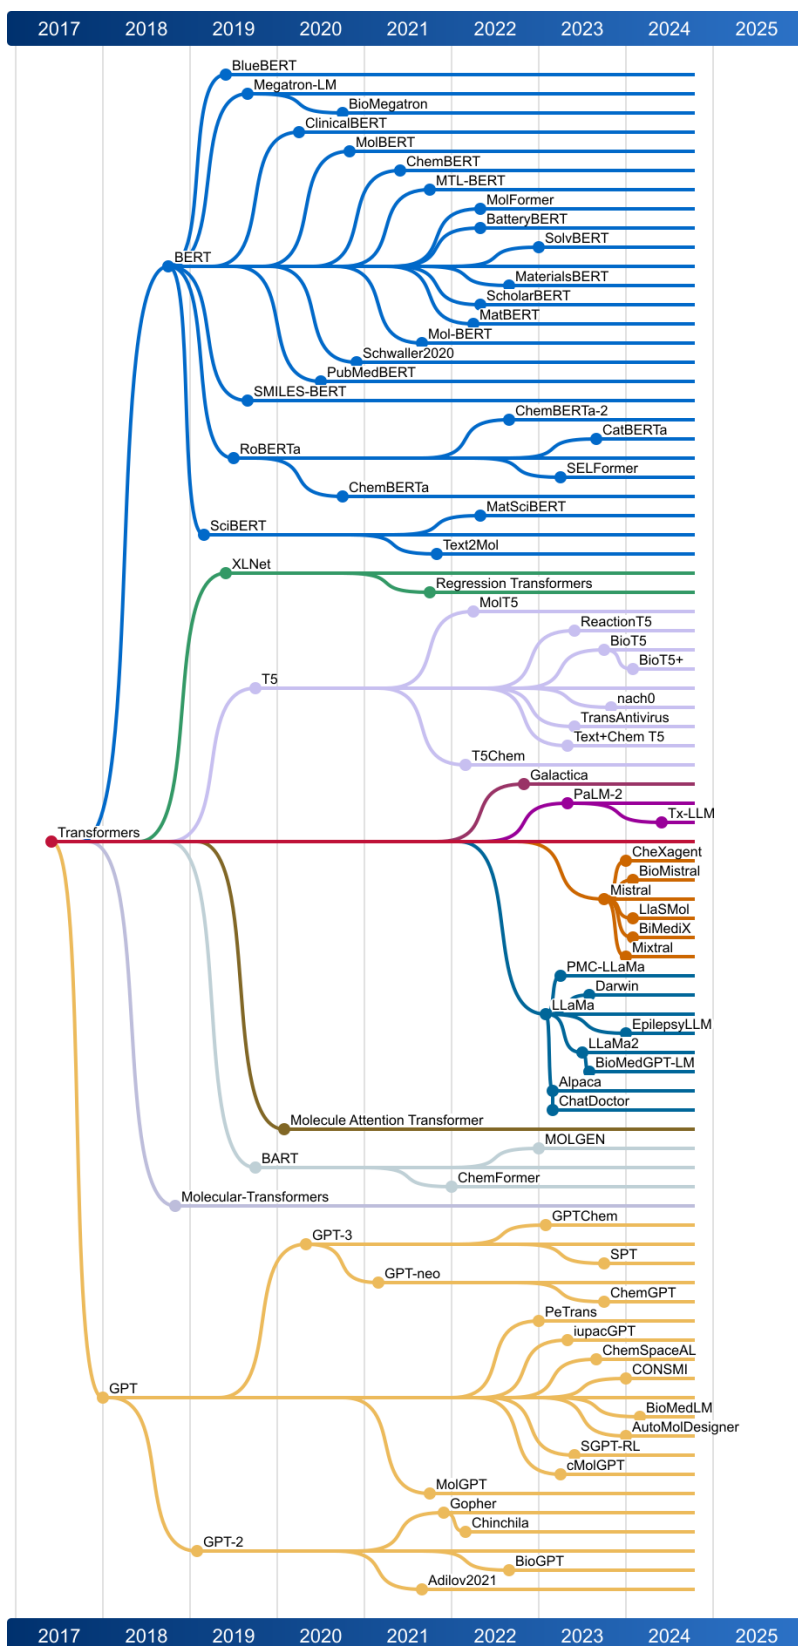 2017 2018 2019 2020 2021 2022 2023 2024 2025
BlueBERT
Megatron-LM
BioMegatron
ClinicalBERT
MolBERT
ChemBERT
MTL-BERT
MolFormer
BatteryBERT
SolvBERT
BERT
MaterialsBERT
ScholarBERT
MatBERT
Mol-BERT
Schwaller2020
PubMedBERT
SMILES-BERT
ChemBERTa-2
CatBERTa
RoBERTa
SELFormer
ChemBERTa
MatSciBERT
SciBERT
Text2Mol
XLNet
Regression Transformers
MolT5
ReactionT5
BioT5
BioT5+
T5
nach0
TransAntivirus
Text+Chem T5
T5Chem
Galactica
PaLM-2
Tx-LLM
Transformers
CheXagent
BioMistral
Mistral
LlaSMol
BiMediX
Mixtral
PMC-LLaMa
Darwin
LLaMa
EpilepsyLLM
LLaMa2
BioMedGPT-LM
Alpaca
ChatDoctor
Molecule Attention Transformer
MOLGEN
BART
ChemFormer
Molecular-Transformers
GPTChem
GPT-3
SPT
GPT-neo
ChemGPT
PeTrans
iupacGPT
ChemSpaceAL
CONSMI
GPT
BioMedLM
AutoMolDesigner
SGPT-RL
cMolGPT
MolGPT
Gopher
Chinchila
GPT-2
BioGPT
Adilov2021
2017 2018 2019 2020 2021 2022 2023 2024 2025